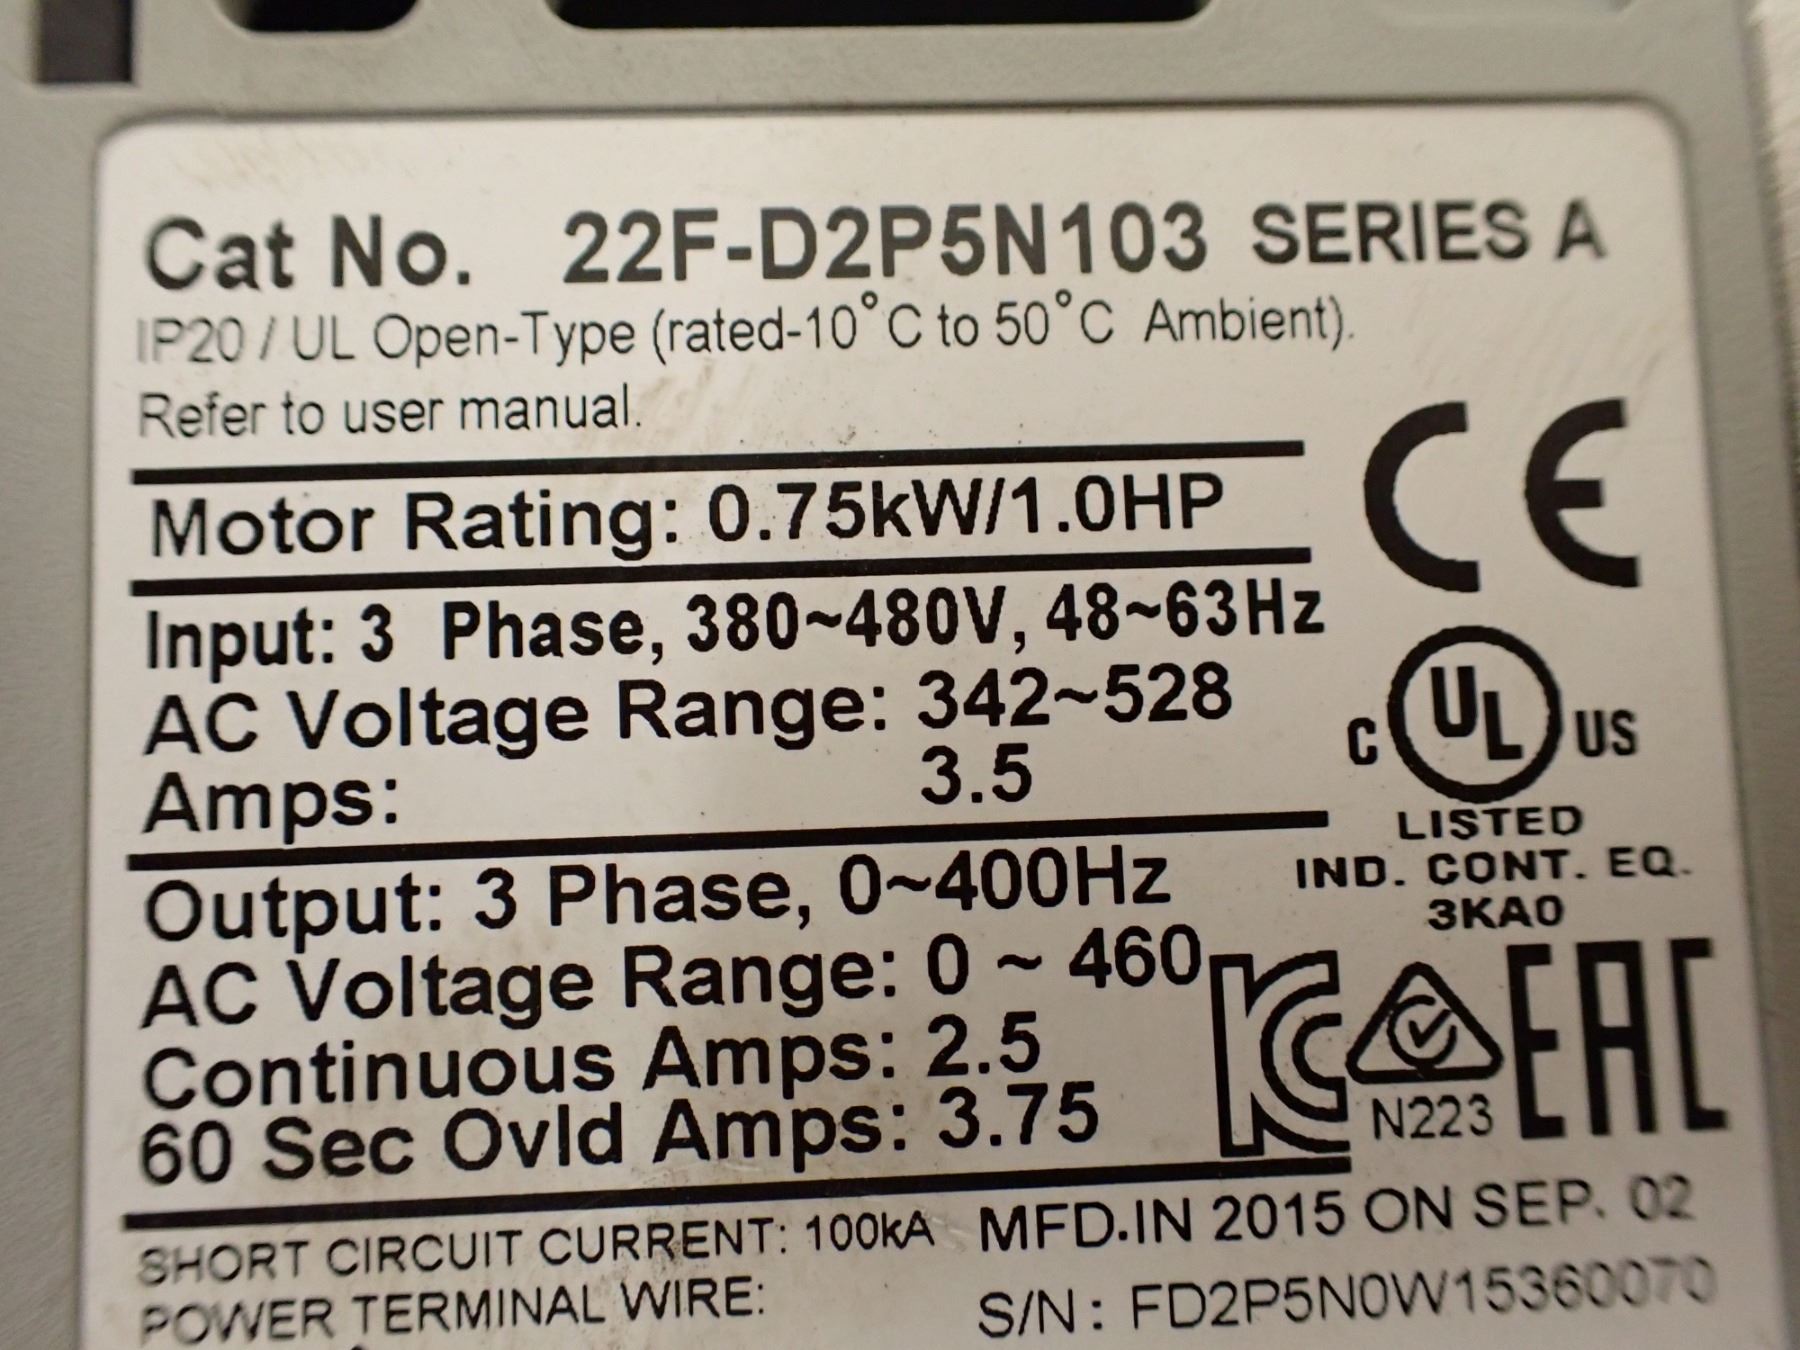 Cat No. 22F-D2P5N103 SERIES A
IP20 / UL Open-Type (rated-10°C to 50°C Ambient).
Refer to user manual.
Motor Rating: 0.75kW/1.0HP
CE
Input: 3 Phase, 380~480V, 48~63Hz
AC Voltage Range: 342~528
Amps: 3.5
C UL US
LISTED
IND. CONT. EQ.
3KA0
Output: 3 Phase, 0~400Hz
AC Voltage Range: 0 ~ 460
Continuous Amps: 2.5
60 Sec Ovld Amps: 3.75
KC
N223
EAC
SHORT CIRCUIT CURRENT: 100kA MFD.IN 2015 ON SEP. 02
POWER TERMINAL WIRE:
S/N : FD2P5N0W15360070